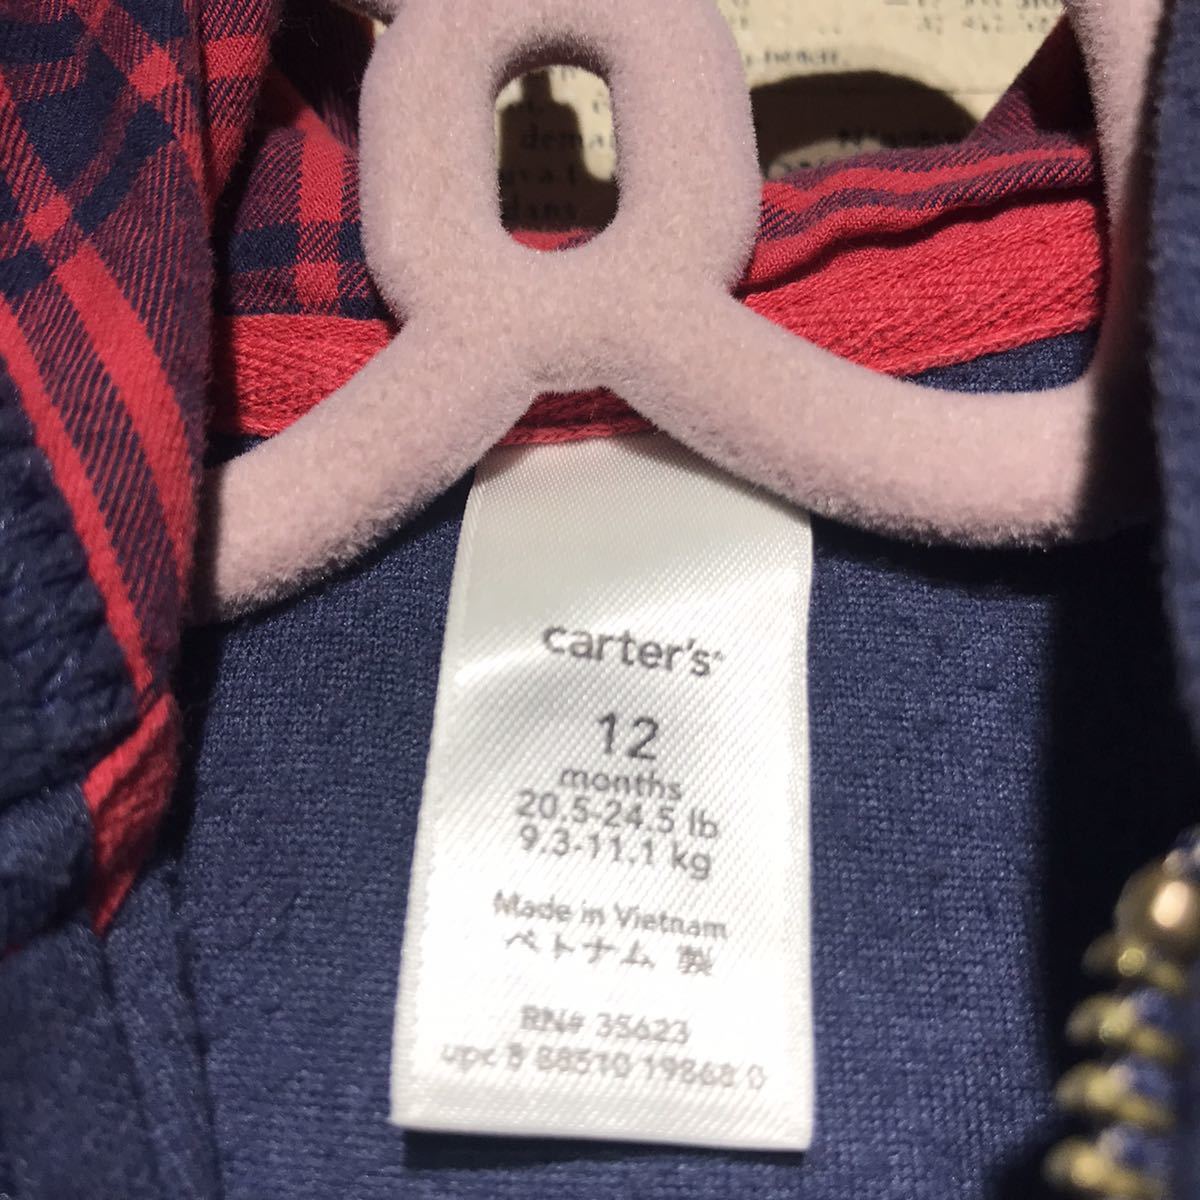 carter's
12
months
20.5-24.5 lb
9.3-11.1 kg
Made in Vietnam
ベトナム 製
RN# 35623
upc 8 88510 19868 0
dans